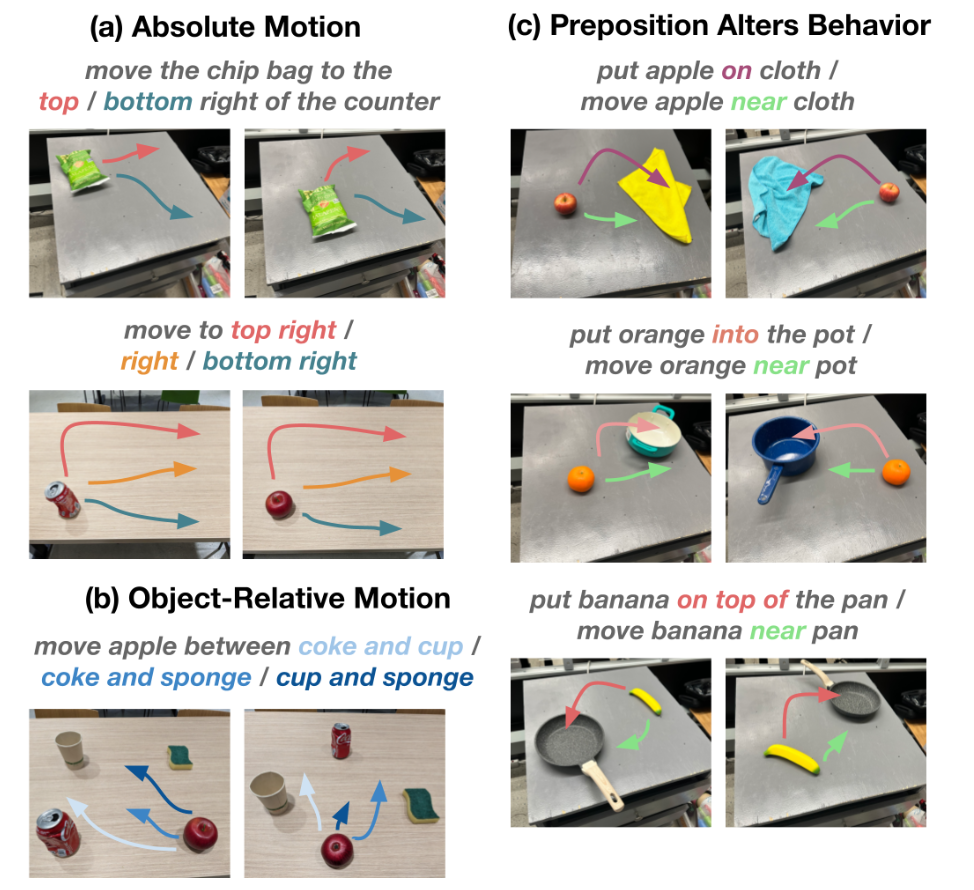 (a) Absolute Motion
move the chip bag to the
top / bottom right of the counter
move to top right /
right / bottom right
(b) Object-Relative Motion
move apple between coke and cup /
coke and sponge / cup and sponge
(c) Preposition Alters Behavior
put apple on cloth /
move apple near cloth
put orange into the pot /
move orange near pot
put banana on top of the pan /
move banana near pan